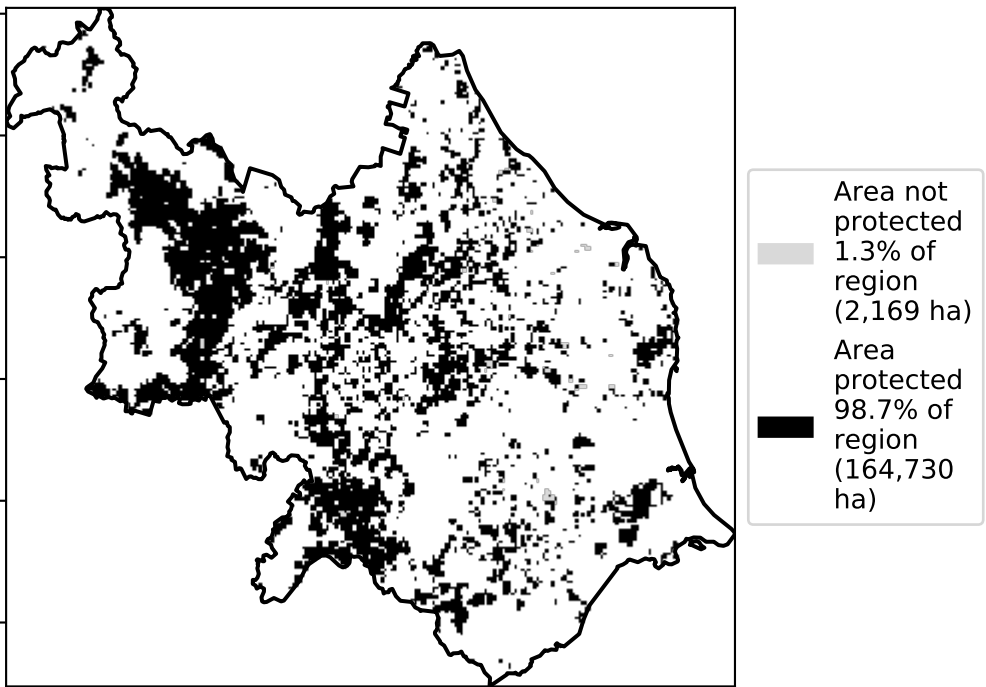 Area not
protected
1.3% of
region
(2,169 ha)
Area
protected
98.7% of
region
(164,730
ha)